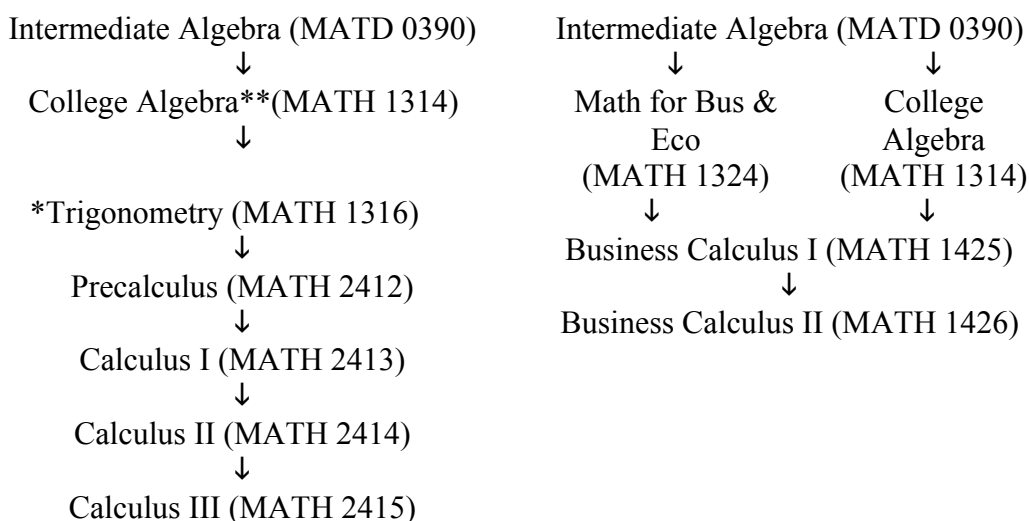 Intermediate Algebra (MATD 0390)
↓
College Algebra**(MATH 1314)
↓
*Trigonometry (MATH 1316)
↓
Precalculus (MATH 2412)
↓
Calculus I (MATH 2413)
↓
Calculus II (MATH 2414)
↓
Calculus III (MATH 2415)
Intermediate Algebra (MATD 0390)
↓ ↓
Math for Bus & College
Eco Algebra
(MATH 1324) (MATH 1314)
↓ ↓
Business Calculus I (MATH 1425)
↓
Business Calculus II (MATH 1426)